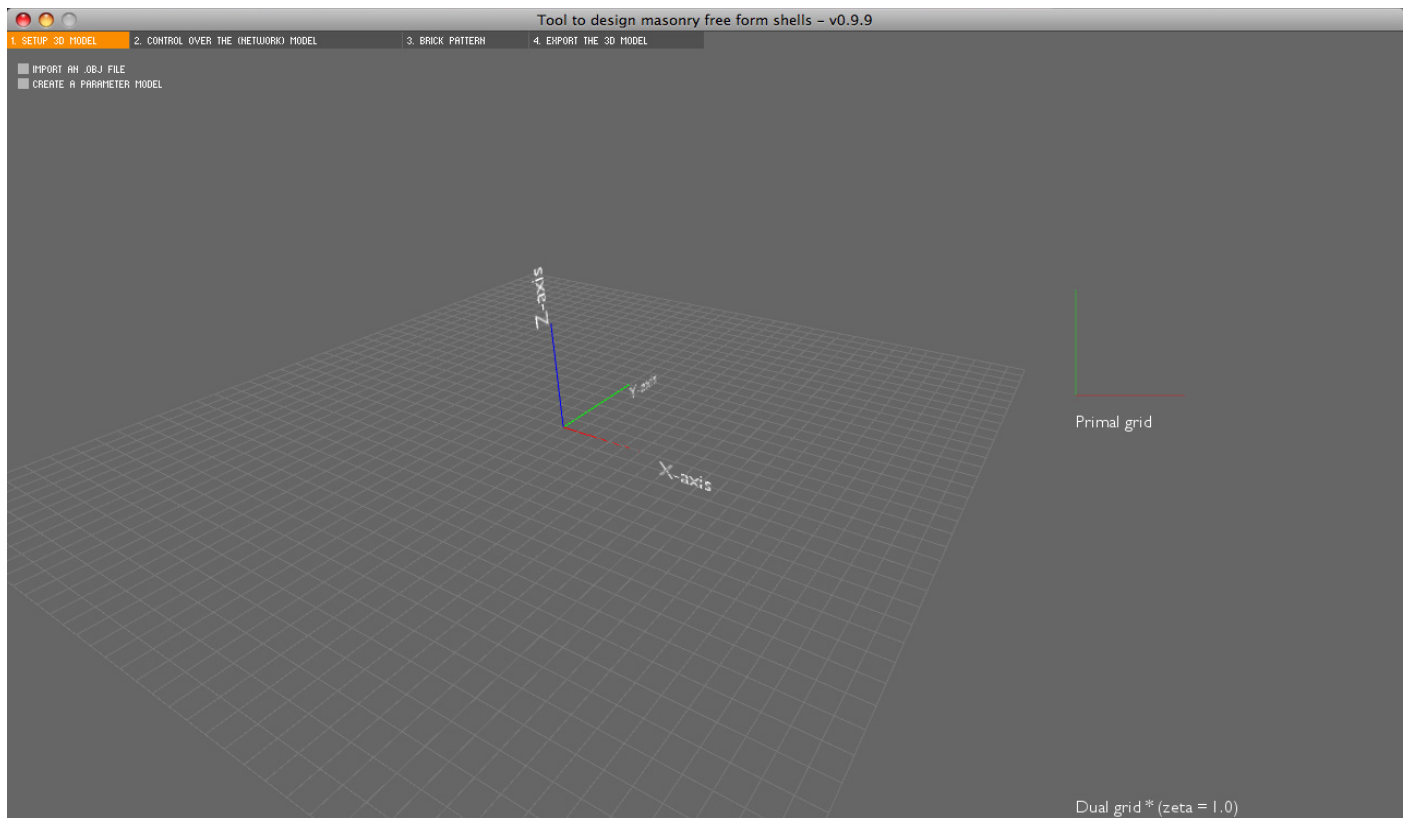 Tool to design masonry free form shells – v0.9.9
1. SETUP 3D MODEL
2. CONTROL OVER THE (NETWORK) MODEL
3. BRICK PATTERN
4. EXPORT THE 3D MODEL
IMPORT AN .OBJ FILE
CREATE A PARAMETER MODEL
Z-axis
Y-axis
X-axis
Primal grid
Dual grid * (zeta = 1.0)